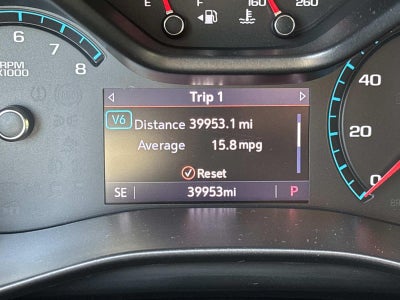 E F 160 260
6 7 8
RPM
X1000
Trip 1
V6
Distance 39953.1 mi
Average 15.8 mpg
Reset
SE 39953mi P
40
0